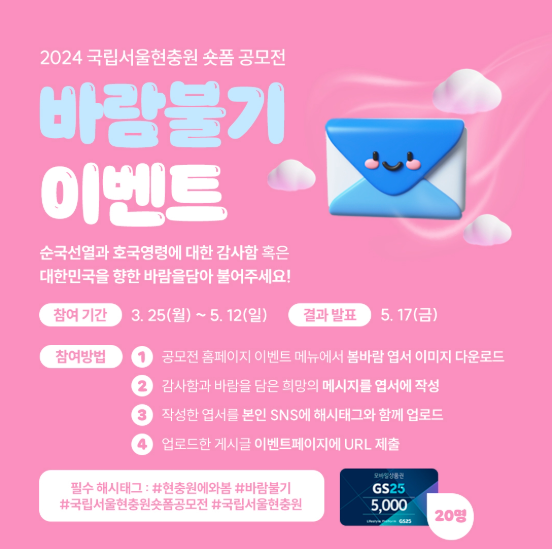 2024 국립서울현충원 숏폼 공모전
바람불기
이벤트
순국선열과 호국영령에 대한 감사함 혹은
대한민국을 향한 바람을담아 불어주세요!
참여 기간 3. 25(월) ~ 5. 12(일) 결과 발표 5. 17(금)
참여방법 1 공모전 홈페이지 이벤트 메뉴에서 봄바람 엽서 이미지 다운로드
2 감사함과 바람을 담은 희망의 메시지를 엽서에 작성
3 작성한 엽서를 본인 SNS에 해시태그와 함께 업로드
4 업로드한 게시글 이벤트페이지에 URL 제출
필수 해시태그 : #현충원에와봄 #바람불기
#국립서울현충원숏폼공모전 #국립서울현충원
모바일상품권
GS25
5,000
GS25
20명